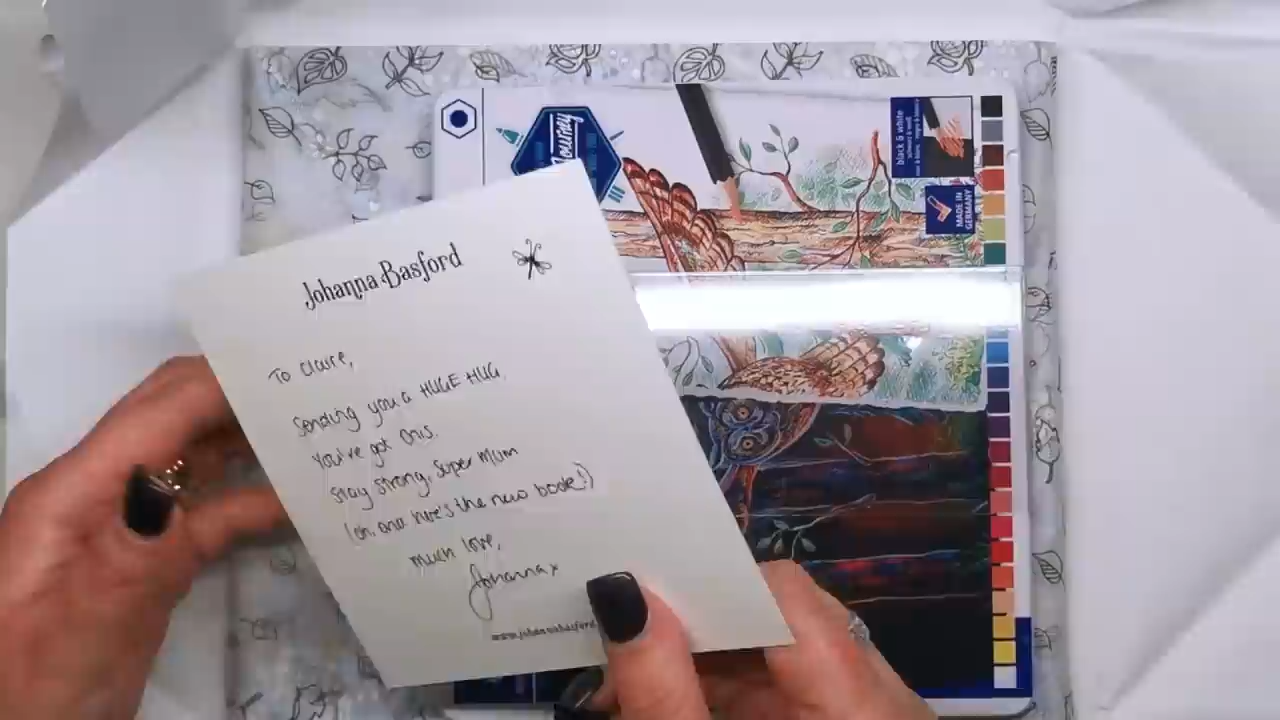 Johanna Basford
To Claire,
Sending you a HUGE HUG.
You've got this.
Stay strong, super mum
(oh, and here's the new book!)
much love,
Johanna x
www.johannabasford.
Journey
black & white
MADE IN
GERMANY